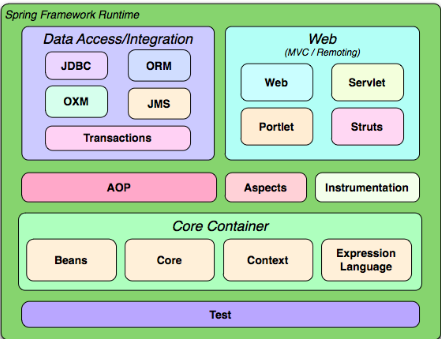 Spring Framework Runtime
Data Access/Integration
JDBC
ORM
OXM
JMS
Transactions
Web
(MVC / Remoting)
Web
Servlet
Portlet
Struts
AOP
Aspects
Instrumentation
Core Container
Beans
Core
Context
Expression
Language
Test